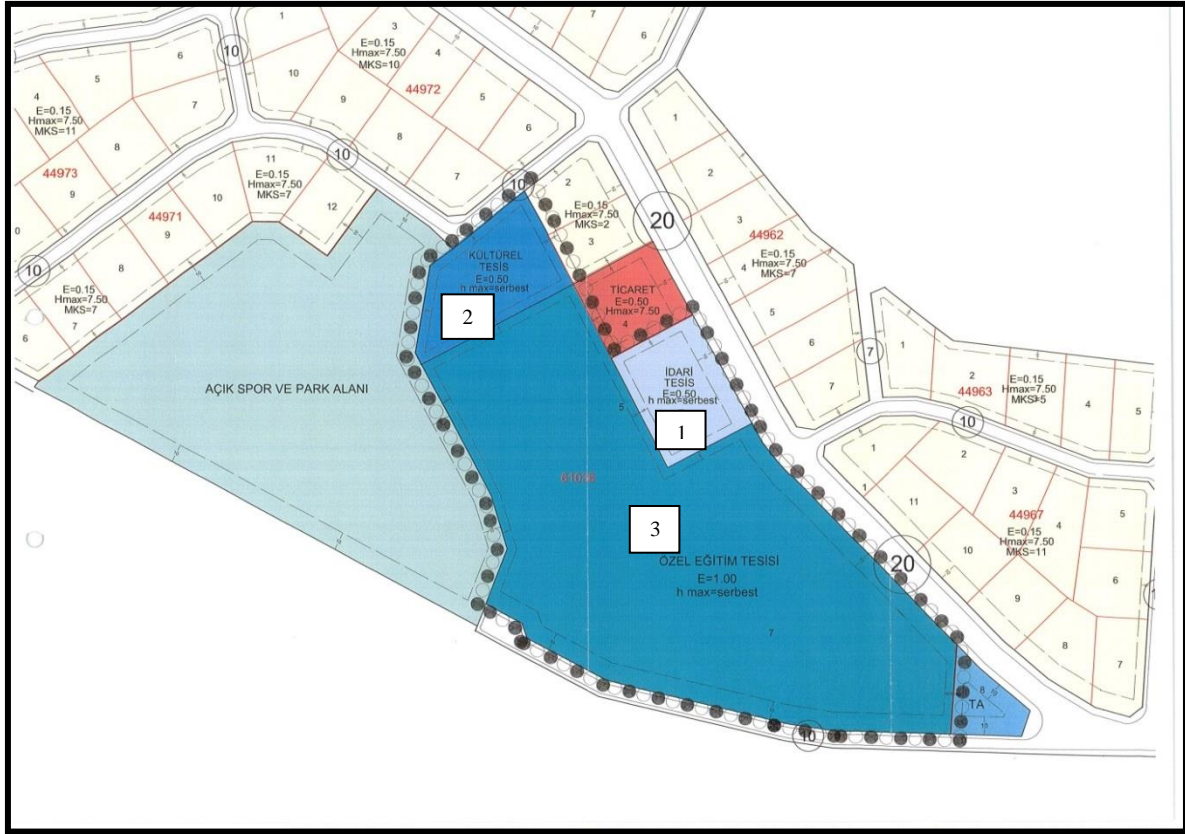 1
3
E=0.15
Hmax=7.50
MKS=10
4
10
44972
9
5
8
6
7
10
7
6
5
6
4
E=0.15
Hmax=7.50
MKS=11
7
8
44973
9
10
11
E=0.15
Hmax=7.50
MKS=7
12
10
44971
9
8
10
E=0.15
Hmax=7.50
MKS=7
7
6
10
2
E=0.15
Hmax=7.50
MKS=2
3
20
1
2
3
44962
4
E=0.15
Hmax=7.50
MKS=7
5
6
7
KÜLTÜREL
TESİS
E=0.50
h max=serbest
2
TİCARET
E=0.50
Hmax=7.50
4
İDARİ
TESİS
E=0.50
h max=serbest
5
1
AÇIK SPOR VE PARK ALANI
7
1
2
44963
E=0.15
Hmax=7.50
MKS=5
4
5
10
3
ÖZEL EĞİTİM TESİSİ
E=1.00
h max=serbest
7
20
1
1
2
3
11
44967
4
5
E=0.15
Hmax=7.50
MKS=11
10
6
9
8
7
8
TA
10